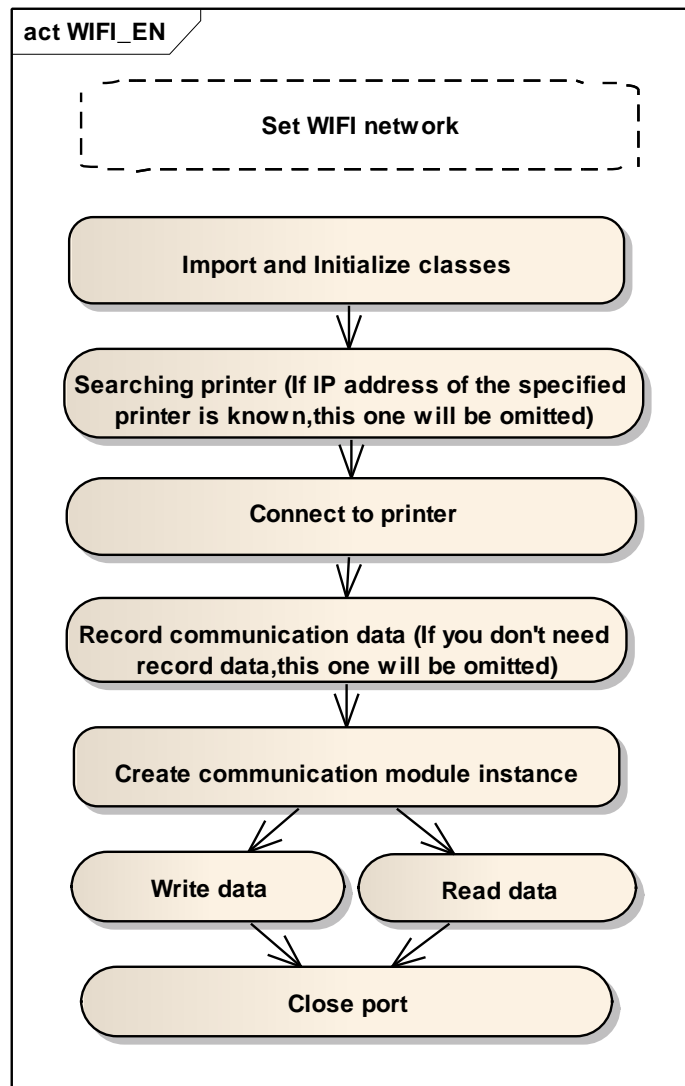 act WIFI_EN
Set WIFI network
Import and Initialize classes
Searching printer (If IP address of the specified
printer is known,this one will be omitted)
Connect to printer
Record communication data (If you don't need
record data,this one will be omitted)
Create communication module instance
Write data
Read data
Close port